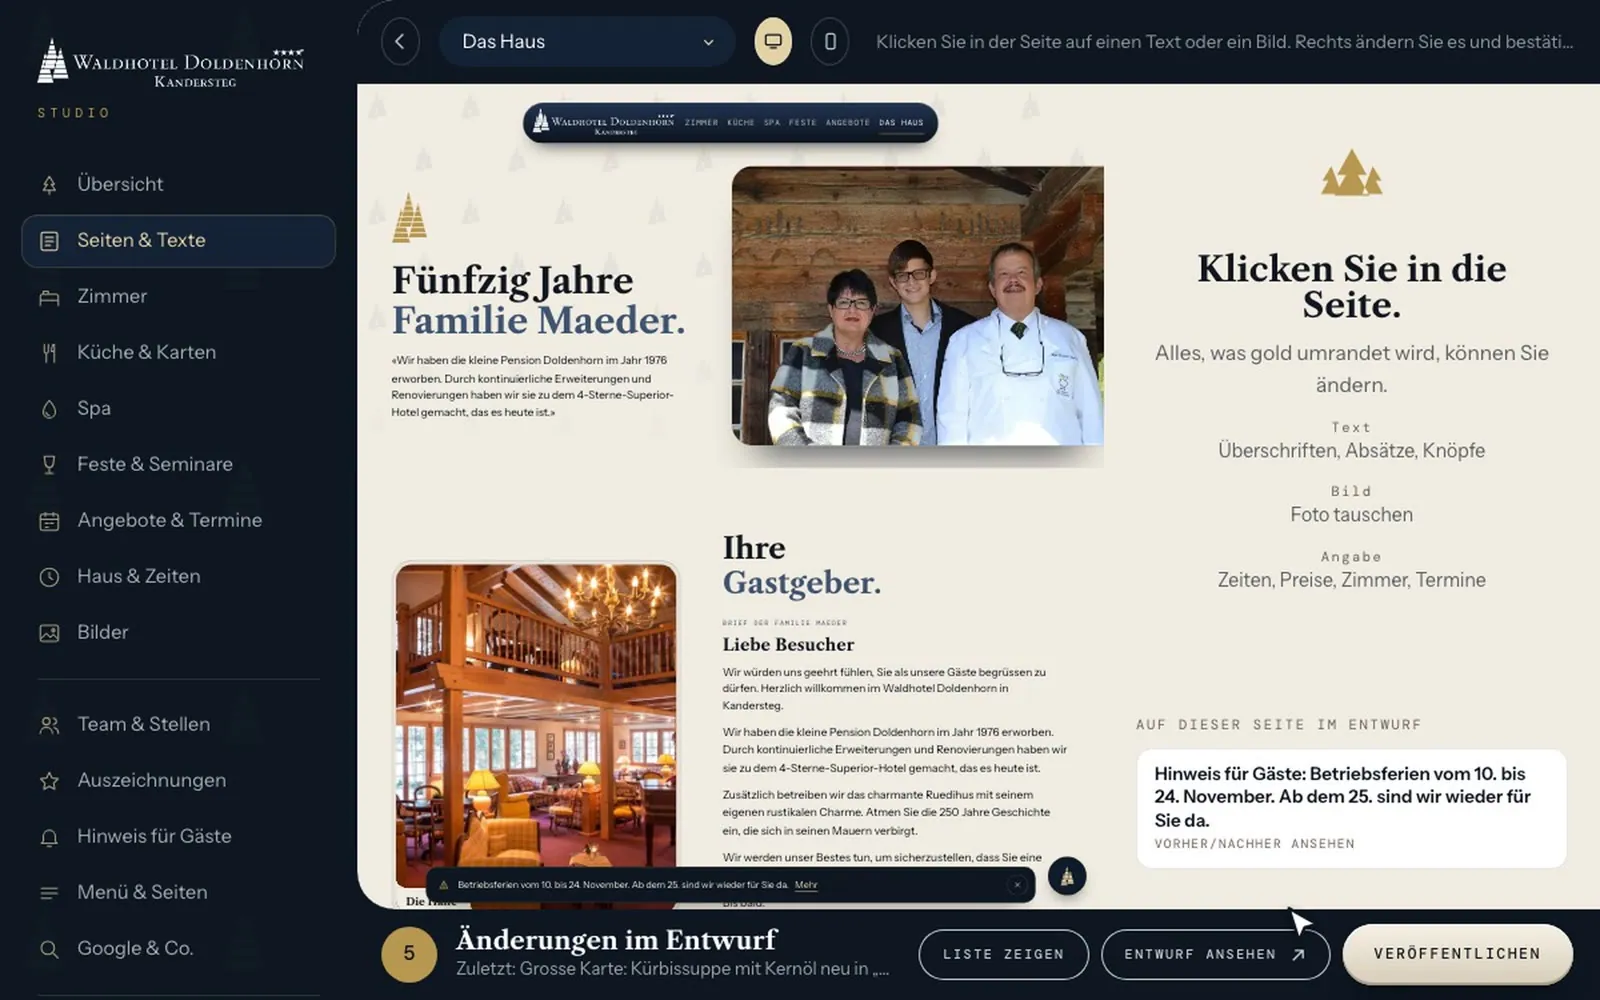 WALDHOTEL DOLDENHORN
KANDERSTEG
STUDIO
Übersicht
Seiten & Texte
Zimmer
Küche & Karten
Spa
Feste & Seminare
Angebote & Termine
Haus & Zeiten
Bilder
Team & Stellen
Auszeichnungen
Hinweis für Gäste
Menü & Seiten
Google & Co.
Das Haus
Klicken Sie in der Seite auf einen Text oder ein Bild. Rechts ändern Sie es und bestäti...
WALDHOTEL DOLDENHORN
KANDERSTEG
ZIMMER KÜCHE SPA FESTE ANGEBOTE DAS HAUS
Fünfzig Jahre
Familie Maeder.
«Wir haben die kleine Pension Doldenhorn im Jahr 1976
erworben. Durch kontinuierliche Erweiterungen und
Renovierungen haben wir sie zu dem 4-Sterne-Superior-
Hotel gemacht, das es heute ist.»
Ihre
Gastgeber.
BRIEF DER FAMILIE MAEDER
Liebe Besucher
Wir würden uns geehrt fühlen, Sie als unsere Gäste begrüssen zu
dürfen. Herzlich willkommen im Waldhotel Doldenhorn in
Kandersteg.
Wir haben die kleine Pension Doldenhorn im Jahr 1976 erworben.
Durch kontinuierliche Erweiterungen und Renovierungen haben wir
sie zu dem 4-Sterne-Superior-Hotel gemacht, das es heute ist.
Zusätzlich betreiben wir das charmante Ruedihus mit seinem
eigenen rustikalen Charme. Atmen Sie die 250 Jahre Geschichte
ein, die sich in seinen Mauern verbirgt.
Wir werden unser Bestes tun, um sicherzustellen, dass Sie eine
bis bald.
Die Halle
Betriebsferien vom 10. bis 24. November. Ab dem 25. sind wir wieder für Sie da. Mehr
Klicken Sie in die
Seite.
Alles, was gold umrandet wird, können Sie
ändern.
Text
Überschriften, Absätze, Knöpfe
Bild
Foto tauschen
Angabe
Zeiten, Preise, Zimmer, Termine
AUF DIESER SEITE IM ENTWURF
Hinweis für Gäste: Betriebsferien vom 10. bis
24. November. Ab dem 25. sind wir wieder für
Sie da.
VORHER/NACHHER ANSEHEN
5
Änderungen im Entwurf
Zuletzt: Grosse Karte: Kürbissuppe mit Kernöl neu in „...
LISTE ZEIGEN
ENTWURF ANSEHEN
VERÖFFENTLICHEN